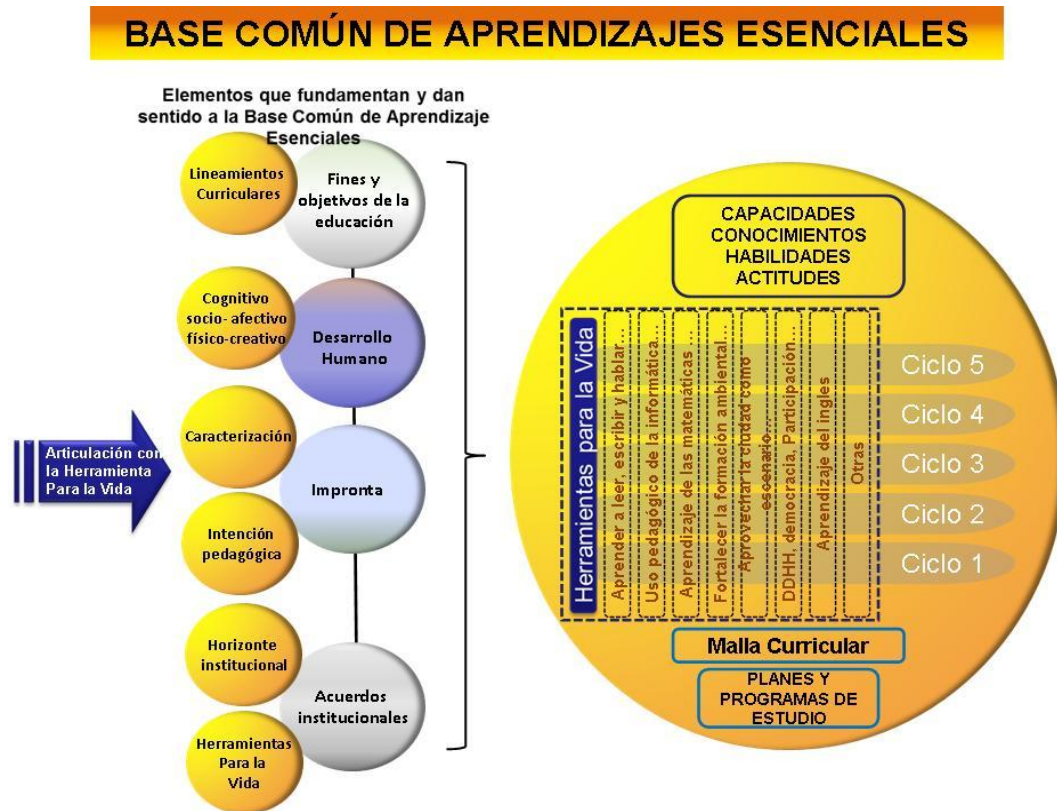 BASE COMÚN DE APRENDIZAJES ESENCIALES
Elementos que fundamentan y dan
sentido a la Base Común de Aprendizaje
Esenciales
Lineamientos
Curriculares
Fines y
objetivos de la
educación
Cognitivo
socio- afectivo
físico-creativo
Desarrollo
Humano
Caracterización
Articulación con
la Herramienta
Para la Vida
Impronta
Intención
pedagógica
Horizonte
institucional
Acuerdos
institucionales
Herramientas
Para la
Vida
CAPACIDADES
CONOCIMIENTOS
HABILIDADES
ACTITUDES
Herramientas para la Vida
Aprender a leer, escribir y hablar...
Uso pedagógico de la informática...
Aprendizaje de las matemáticas ...
Fortalecer la formación ambiental...
Aprovechar la ciudad como
escenario....
DDHH, democracia, Participación...
Aprendizaje del ingles
Otras
Ciclo 5
Ciclo 4
Ciclo 3
Ciclo 2
Ciclo 1
Malla Curricular
PLANES Y
PROGRAMAS DE
ESTUDIO